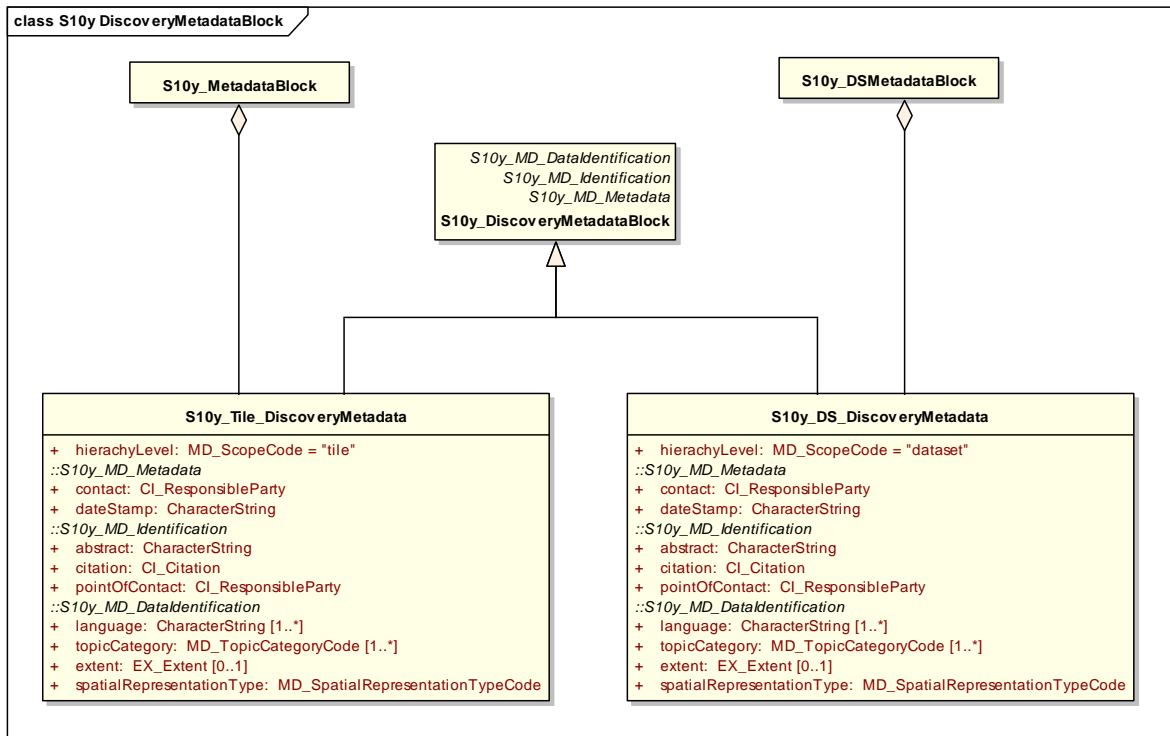 class S10y DiscoveryMetadataBlock
S10y_MetadataBlock
S10y_DSMetadataBlock
S10y_MD_DataIdentification
S10y_MD_Identification
S10y_MD_Metadata
S10y_DiscoveryMetadataBlock
S10y_Tile_DiscoveryMetadata
+ hierachyLevel: MD_ScopeCode = "tile"
::S10y_MD_Metadata
+ contact: CI_ResponsibleParty
+ dateStamp: CharacterString
::S10y_MD_Identification
+ abstract: CharacterString
+ citation: CI_Citation
+ pointOfContact: CI_ResponsibleParty
::S10y_MD_DataIdentification
+ language: CharacterString [1..*]
+ topicCategory: MD_TopicCategoryCode [1..*]
+ extent: EX_Extent [0..1]
+ spatialRepresentationType: MD_SpatialRepresentationTypeCode
S10y_DS_DiscoveryMetadata
+ hierachyLevel: MD_ScopeCode = "dataset"
::S10y_MD_Metadata
+ contact: CI_ResponsibleParty
+ dateStamp: CharacterString
::S10y_MD_Identification
+ abstract: CharacterString
+ citation: CI_Citation
+ pointOfContact: CI_ResponsibleParty
::S10y_MD_DataIdentification
+ language: CharacterString [1..*]
+ topicCategory: MD_TopicCategoryCode [1..*]
+ extent: EX_Extent [0..1]
+ spatialRepresentationType: MD_SpatialRepresentationTypeCode